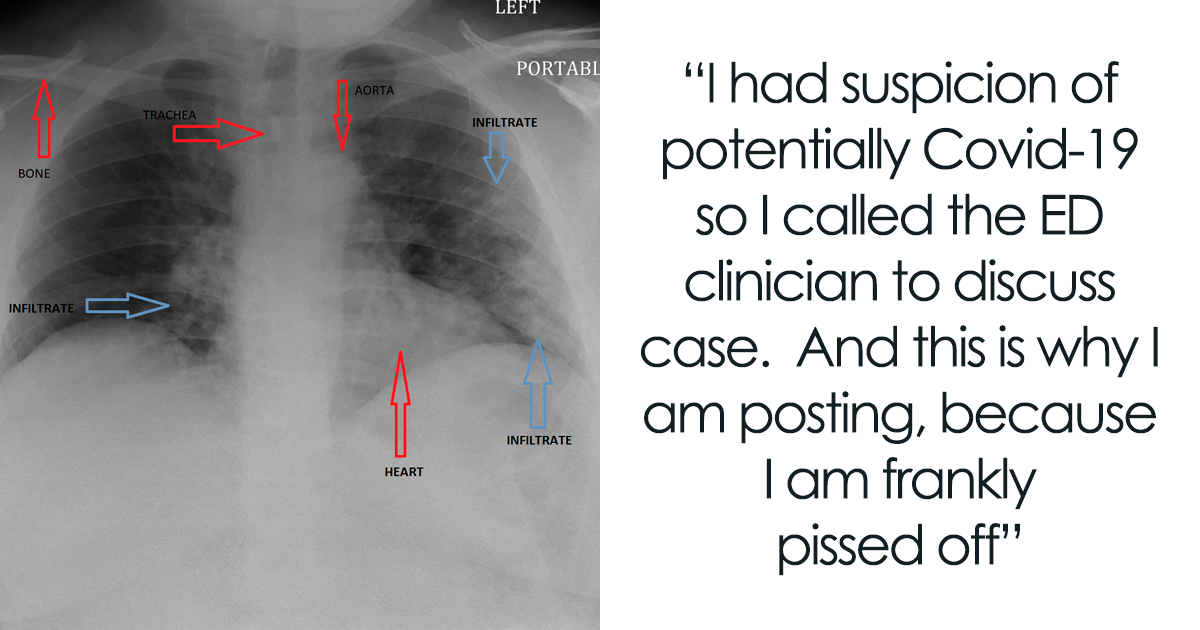 LEFT
PORTABL
AORTA
TRACHEA
INFILTRATE
BONE
INFILTRATE
INFILTRATE
HEART
“I had suspicion of
potentially Covid-19
so I called the ED
clinician to discuss
case.  And this is why I
am posting, because
I am frankly
pissed off”